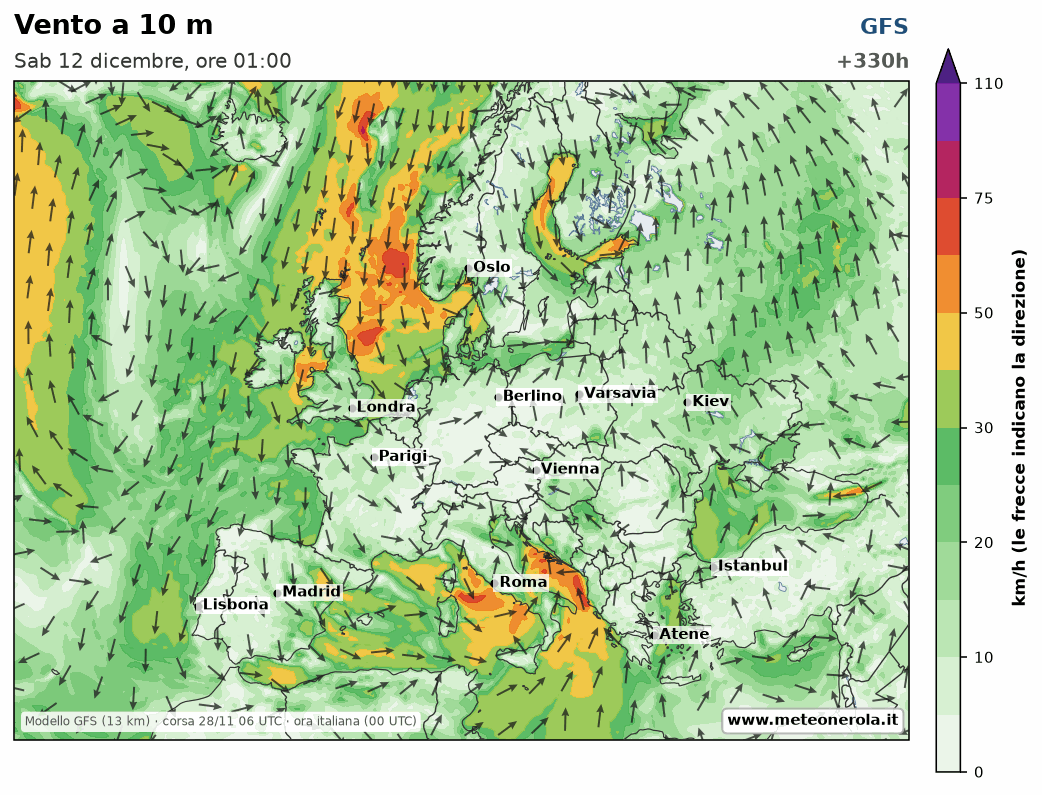 Vento a 10 m
GFS
Sab 12 dicembre, ore 01:00
+330h
110
75
50
30
20
10
0
km/h (le frecce indicano la direzione)
Oslo
Berlino
Varsavia
Londra
Kiev
Parigi
Vienna
Istanbul
Roma
Madrid
Lisbona
Atene
Modello GFS (13 km) · corsa 28/11 06 UTC · ora italiana (00 UTC)
www.meteonerola.it